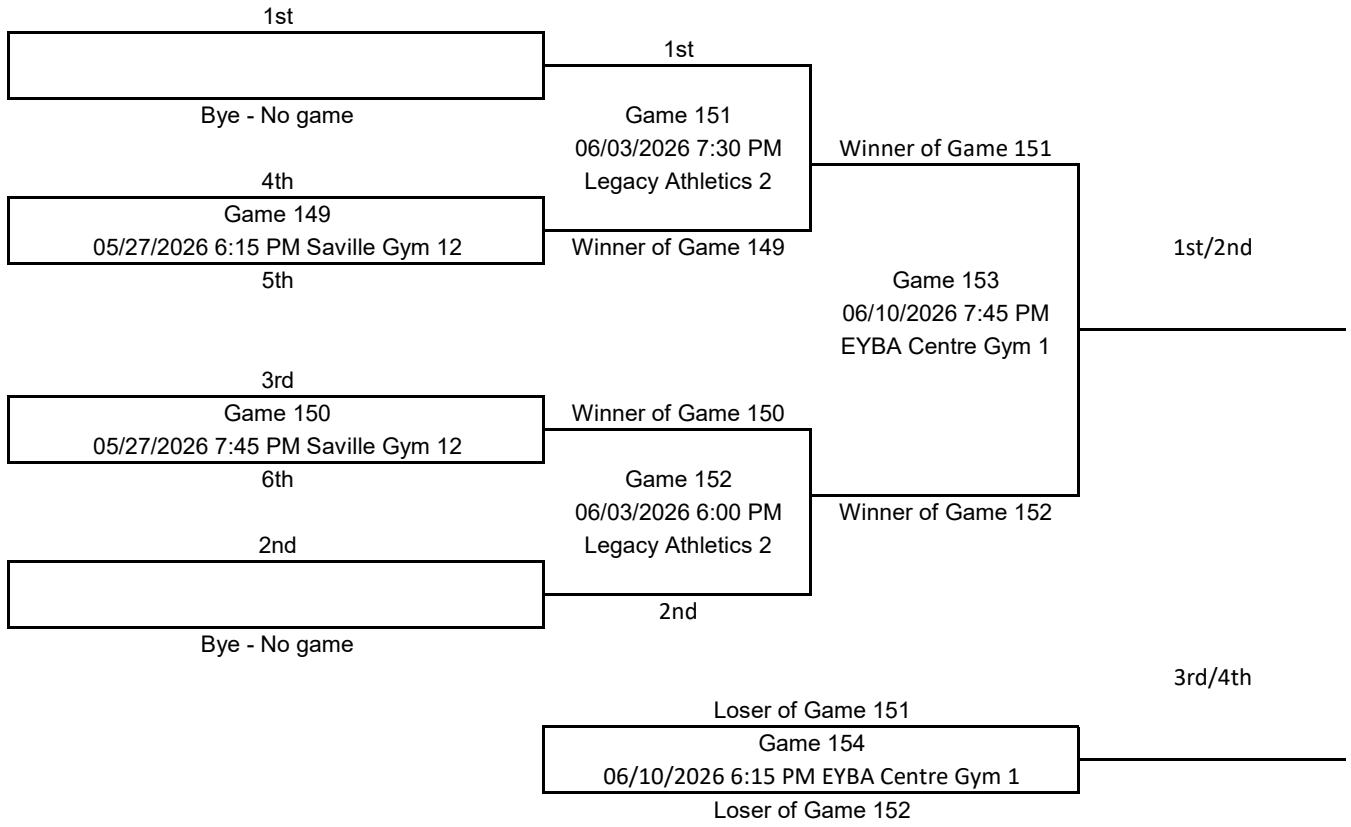 1st
Bye - No game
4th
Game 149
05/27/2026 6:15 PM Saville Gym 12
5th
3rd
Game 150
05/27/2026 7:45 PM Saville Gym 12
6th
2nd
Bye - No game
1st
Game 151
06/03/2026 7:30 PM
Legacy Athletics 2
Winner of Game 149
Winner of Game 150
Game 152
06/03/2026 6:00 PM
Legacy Athletics 2
2nd
Winner of Game 151
Game 153
06/10/2026 7:45 PM
EYBA Centre Gym 1
Winner of Game 152
1st/2nd
Loser of Game 151
Game 154
06/10/2026 6:15 PM EYBA Centre Gym 1
Loser of Game 152
3rd/4th